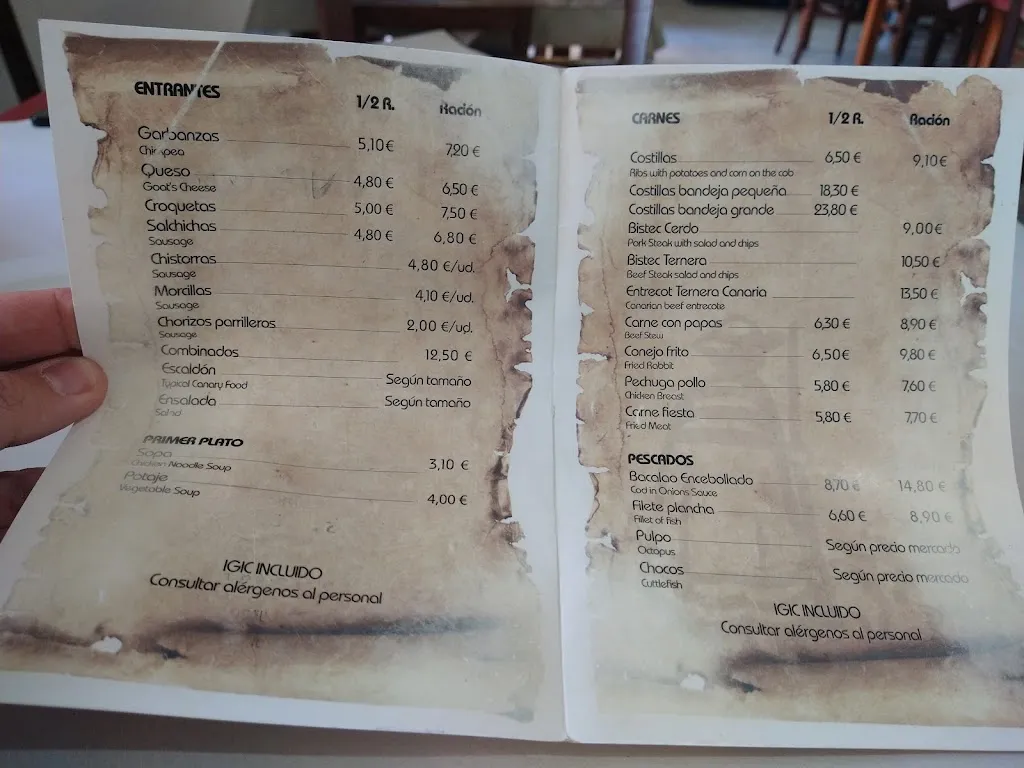 ENTRANTES 1/2 R. Ración
Garbanzas 5,10 € 7,20 €
Chickpea
Queso 4,80 € 6,50 €
Goat's Cheese
Croquetas 5,00 € 7,50 €
Salchichas 4,80 € 6,80 €
Sausage
Chistorras 4,80 €/ud.
Sausage
Morcillas 4,10 €/ud.
Sausage
Chorizos parrilleros 2,00 €/ud.
Sausage
Combinados 12,50 €
Escaldón Según tamaño
Typical Canary Food
Ensalada Según tamaño
Salad
PRIMER PLATO
Sopa 3,10 €
Chicken Noodle Soup
Potaje 4,00 €
Vegetable Soup
IGIC INCLUIDO
Consultar alérgenos al personal
CARNES 1/2 R. Ración
Costillas 6,50 € 9,10 €
Ribs with potatoes and corn on the cob
Costillas bandeja pequeña 18,30 €
Costillas bandeja grande 23,80 €
Bistec Cerdo 9,00 €
Pork Steak with salad and chips
Bistec Ternera 10,50 €
Beef Steak salad and chips
Entrecot Ternera Canaria 13,50 €
Canarian beef entrecote
Carne con papas 6,30 € 8,90 €
Beef Stew
Conejo frito 6,50 € 9,80 €
Fried Rabbit
Pechuga pollo 5,80 € 7,60 €
Chicken Breast
Carne fiesta 5,80 € 7,70 €
Fried Meat
PESCADOS
Bacalao Encebollado 8,70 € 14,80 €
Cod in Onions Sauce
Filete plancha 6,60 € 8,90 €
Fillet of fish
Pulpo Según precio mercado
Octopus
Chocos Según precio mercado
Cuttlefish
IGIC INCLUIDO
Consultar alérgenos al personal